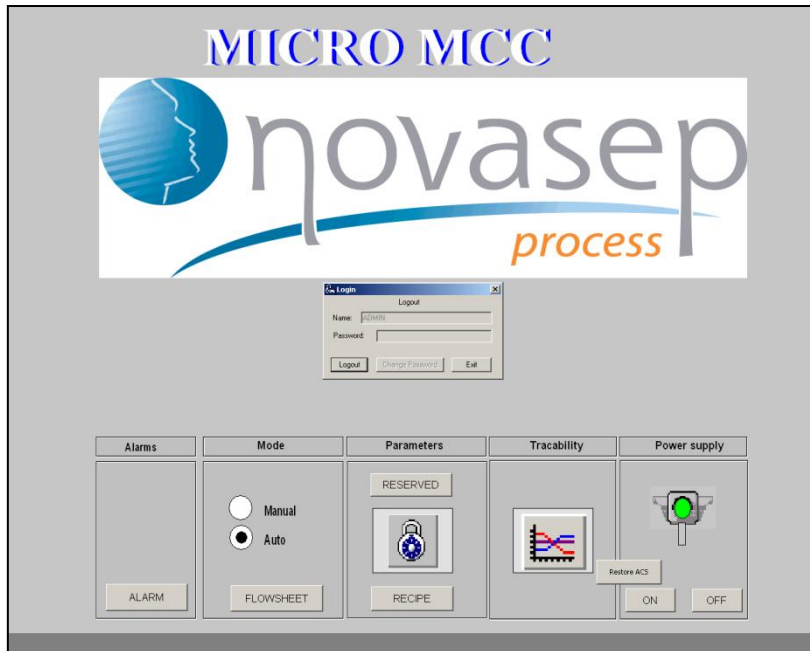 MICRO MCC
novasep
process
Login
Logout
Name: ADMIN
Password:
Logout Change Password Exit
Alarms Mode Parameters Tracability Power supply
RESERVED
Manual
Auto
Restore ACS
ALARM FLOWSHEET RECIPE ON OFF